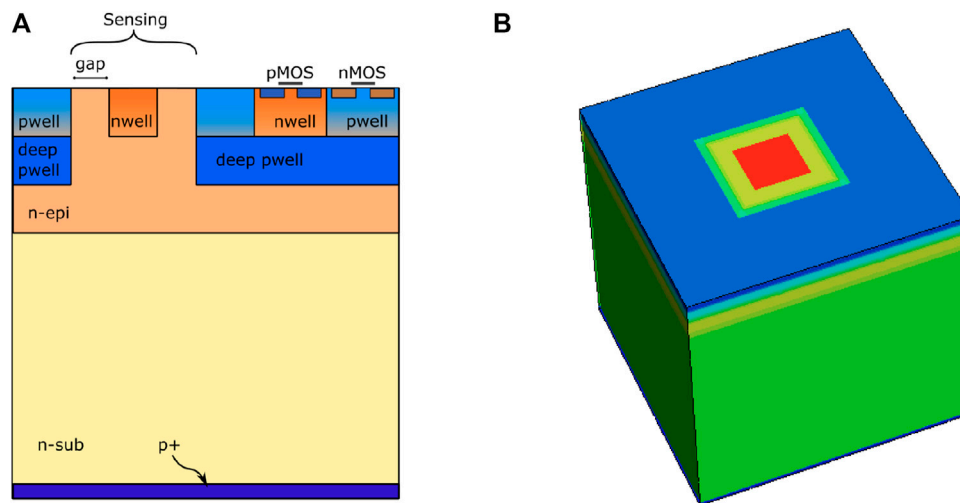 A
Sensing
gap
pMOS
nMOS
pwell
nwell
nwell
pwell
deep
pwell
deep pwell
n-epi
n-sub
p+
B